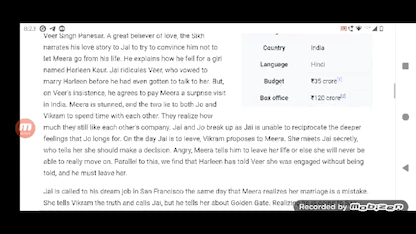 Veer Singh Panesar. A great believer of love, the Sikh
narrates his love story to Jai to try to convince him not to
let Meera go from his life. He explains how he fell for a girl
named Harleen Kaur. Jai ridicules Veer, who vowed to
marry Harleen before he had even gotten to talk to her. But,
on Veer's insistence, he agrees to pay Meera a surprise visit
in India. Meera is stunned, and the two lie to both Jo and
Vikram to spend time with each other. They realize how
much they still like each other's company. Jai and Jo break up as Jai is unable to reciprocate the deeper
feelings that Jo longs for. On the day Jai is to leave, Vikram proposes to Meera. She meets Jai secretly,
who tells her she should make a decision. Angry, Meera tells him to leave her life or else she will never be
able to really move on. Parallel to this, we find that Harleen has told Veer she was engaged without being
told, and he must leave her.
Jai is called to his dream job in San Francisco the same day that Meera realizes her marriage is a mistake.
She tells Vikram the truth and calls Jai, but he tells her about Golden Gate. Realizing
Country India
Language Hindi
Budget ₹35 crore
Box office ₹120 crore
Recorded by Mobizen